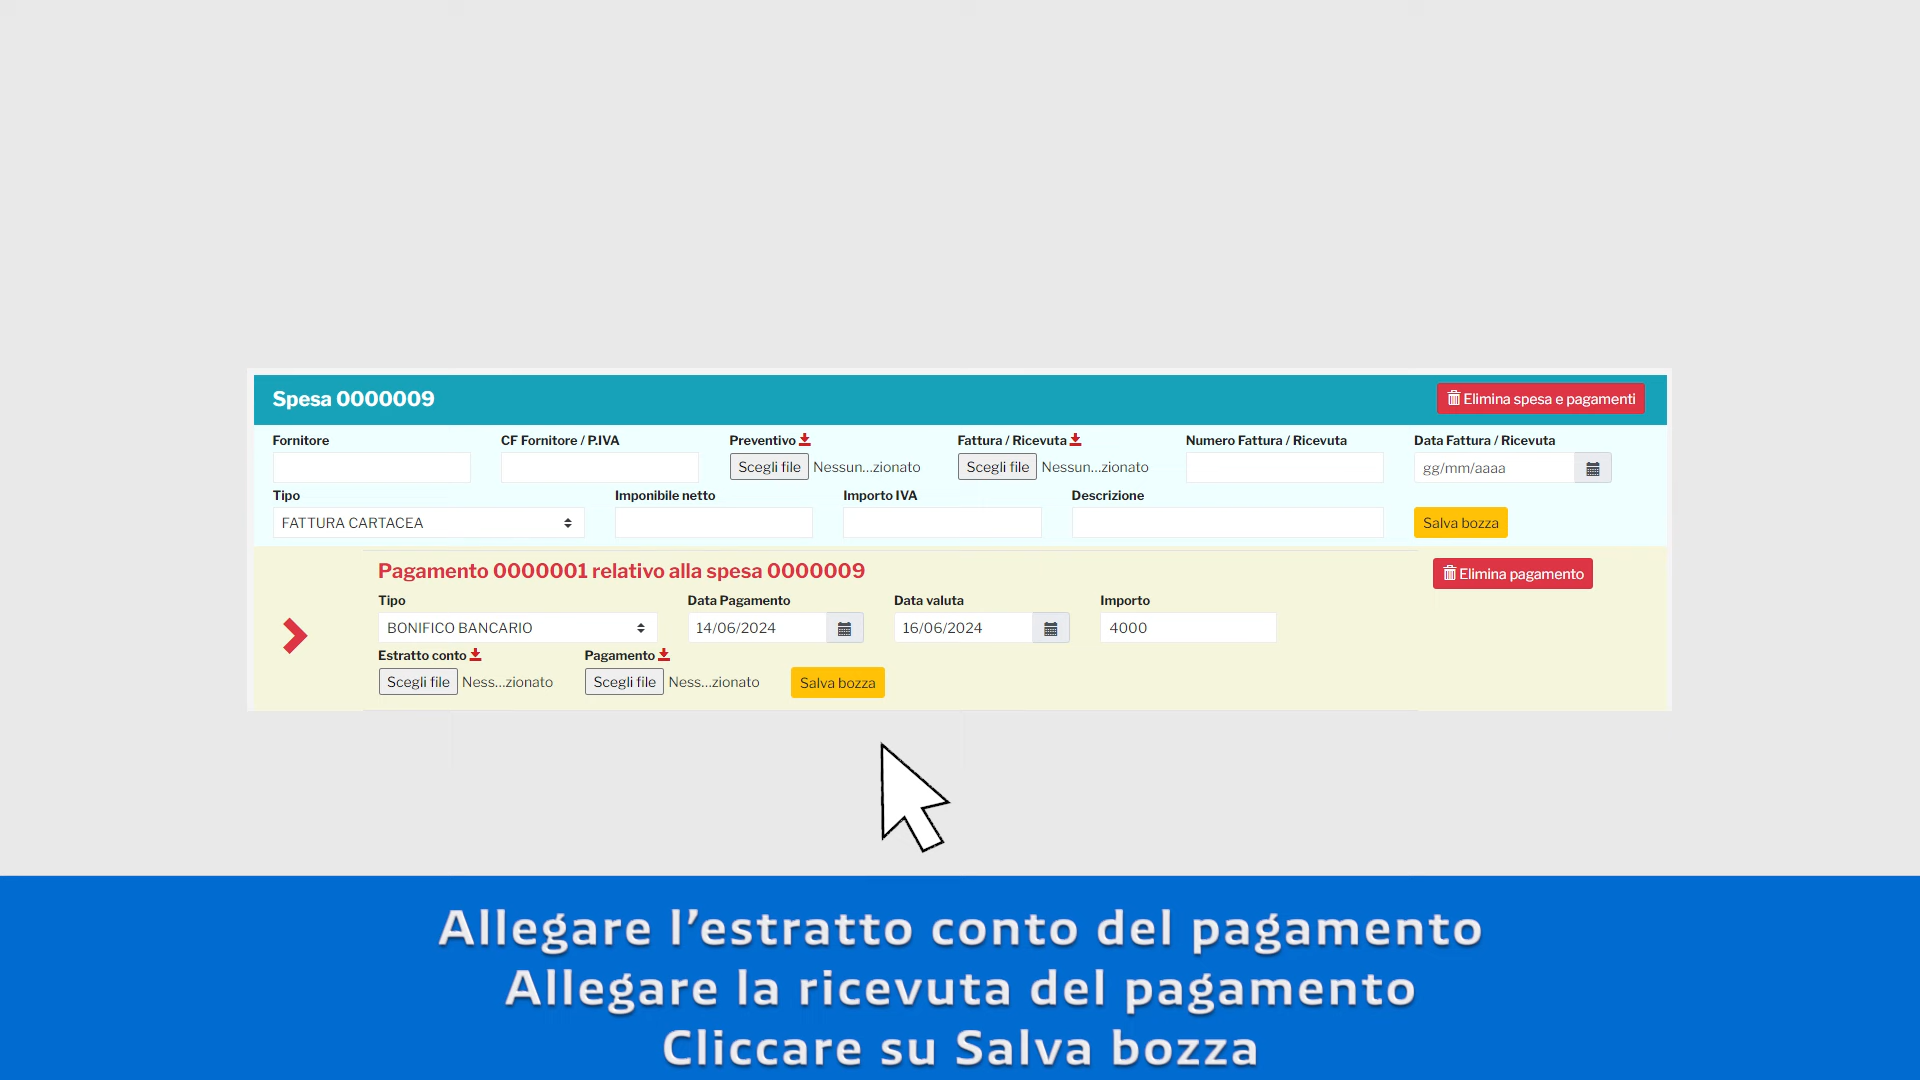 Spesa 0000009 Elimina spesa e pagamenti
Fornitore CF Fornitore / P.IVA Preventivo Fattura / Ricevuta Numero Fattura / Ricevuta Data Fattura / Ricevuta
Scegli file Nessun...zionato Scegli file Nessun...zionato gg/mm/aaaa
Tipo Imponibile netto Importo IVA Descrizione
FATTURA CARTACEA Salva bozza
Pagamento 0000001 relativo alla spesa 0000009 Elimina pagamento
Tipo Data Pagamento Data valuta Importo
BONIFICO BANCARIO 14/06/2024 16/06/2024 4000
Estratto conto Pagamento
Scegli file Ness...zionato Scegli file Ness...zionato Salva bozza
Allegare l’estratto conto del pagamento
Allegare la ricevuta del pagamento
Cliccare su Salva bozza